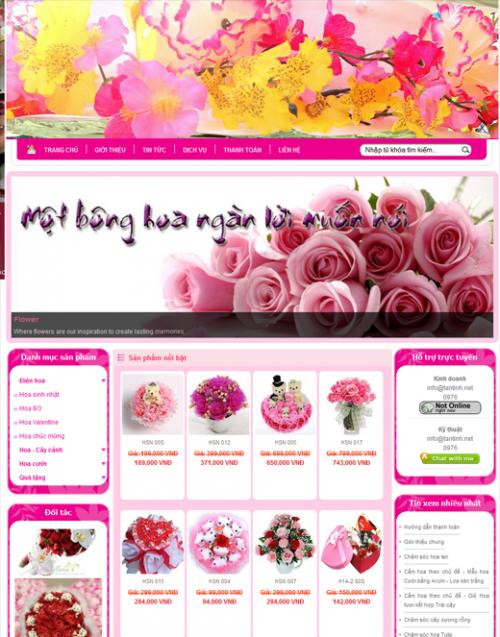 TRANG CHỦ GIỚI THIỆU TIN TỨC DỊCH VỤ THANH TOÁN LIÊN HỆ
Nhập từ khóa tìm kiếm...
Một bông hoa ngàn lời muốn nói
Flower
Where flowers are our inspiration to create lasting memories.
Danh mục sản phẩm
Điện hoa
Hoa sinh nhật
Hoa 8/3
Hoa Valentine
Hoa chúc mừng
Hoa - Cây cảnh
Hoa cưới
Quà tặng
Đối tác
Sản phẩm nổi bật
HSN 005 HSN 012 HSN 005 HSN 017
Giá: 199,000 VNĐ Giá: 399,000 VNĐ Giá: 699,000 VNĐ Giá: 799,000 VNĐ
189,000 VNĐ 371,000 VNĐ 650,000 VNĐ 743,000 VNĐ
HSN 015 HSN 004 HSN 007 H14-2 005
Giá: 299,000 VNĐ Giá: 99,000 VNĐ Giá: 299,000 VNĐ Giá: 150,000 VNĐ
284,000 VNĐ 94,000 VNĐ 284,000 VNĐ 142,000 VNĐ
Hỗ trợ trực tuyến
Kinh doanh
info@tantinh.net
0976
Not Online
right now
Kỹ thuật
info@tantinh.net
0976
Chat with me
Tin xem nhiều nhất
Hướng dẫn thanh toán
Giới thiệu chung
Chăm sóc hoa lan
Cắm hoa theo chủ đề - Mẫu hoa
Cưới bằng Arum - Loa kèn trắng
Cắm hoa theo chủ đề - Giỏ Hoa
tươi kết hợp Trái cây
Chăm sóc cây xương rồng
Chăm sóc hoa Tulip